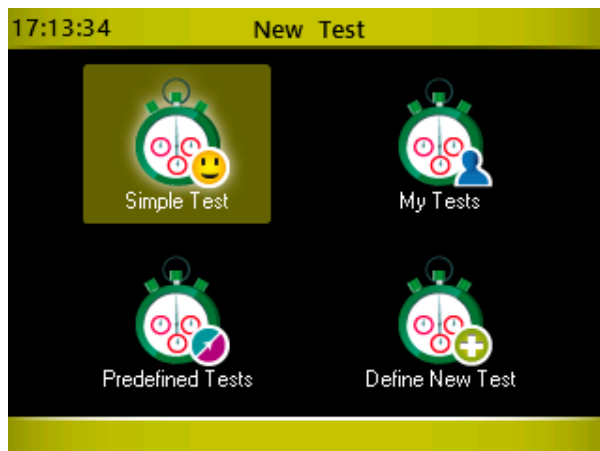 17:13:34 New Test
Simple Test
My Tests
Predefined Tests
Define New Test